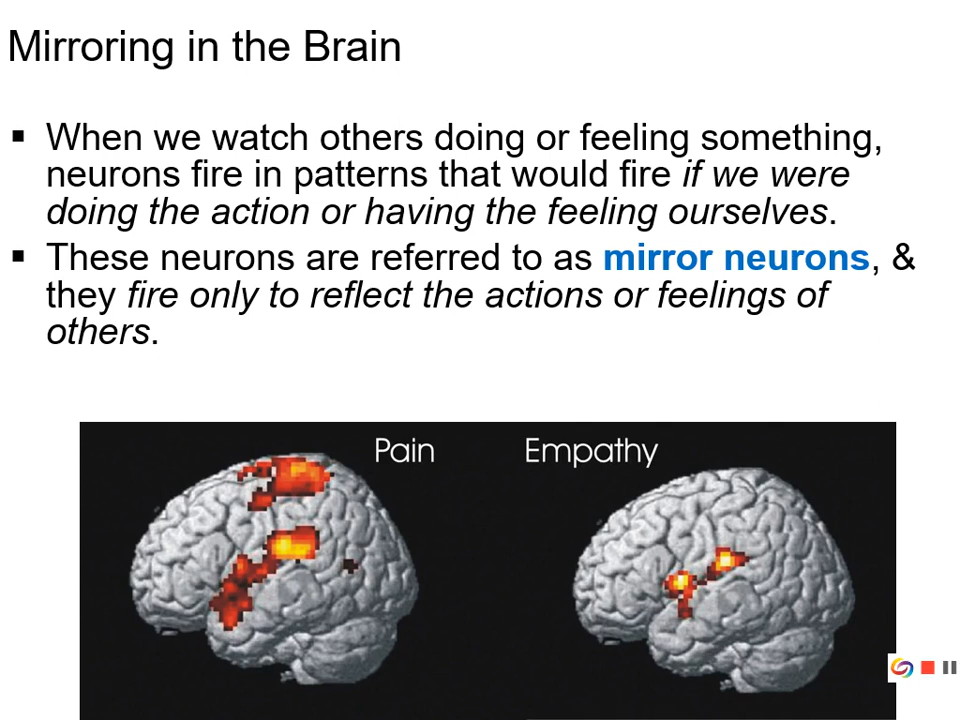 Mirroring in the Brain
▪ When we watch others doing or feeling something,
neurons fire in patterns that would fire if we were
doing the action or having the feeling ourselves.
▪ These neurons are referred to as mirror neurons, &
they fire only to reflect the actions or feelings of
others.
Pain Empathy